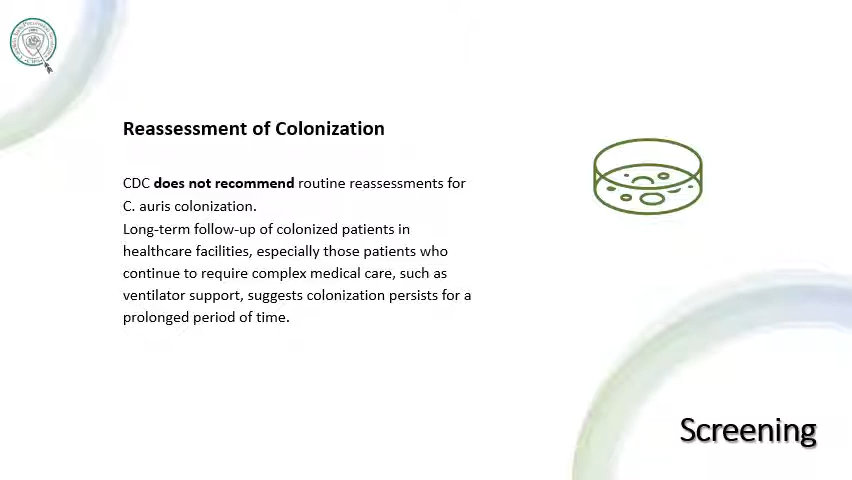 Reassessment of Colonization
CDC does not recommend routine reassessments for
C. auris colonization.
Long-term follow-up of colonized patients in
healthcare facilities, especially those patients who
continue to require complex medical care, such as
ventilator support, suggests colonization persists for a
prolonged period of time.
Screening